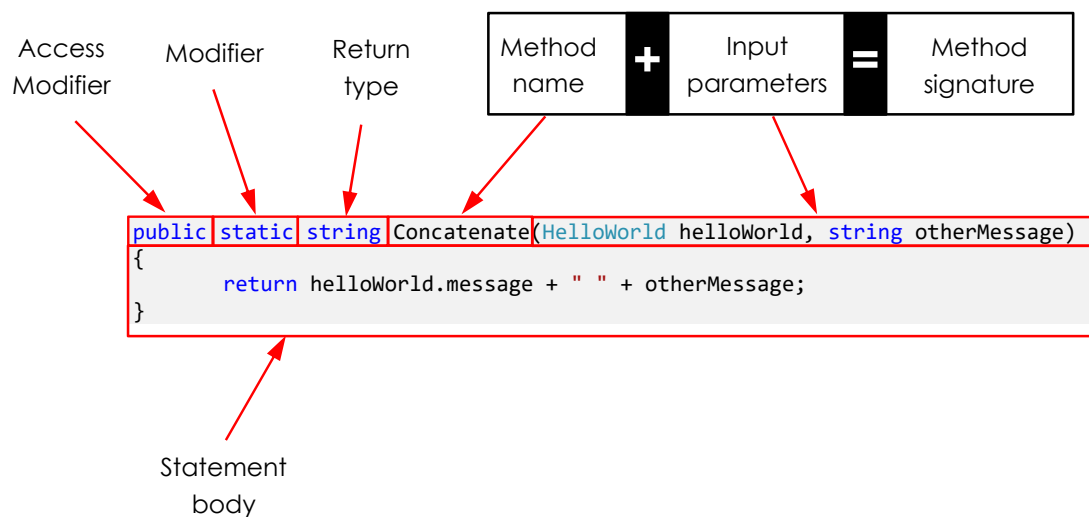 Access
Modifier
Modifier
Return
type
Method
name
+
Input
parameters
=
Method
signature
public static string Concatenate(HelloWorld helloWorld, string otherMessage)
{
return helloWorld.message + " " + otherMessage;
}
Statement
body